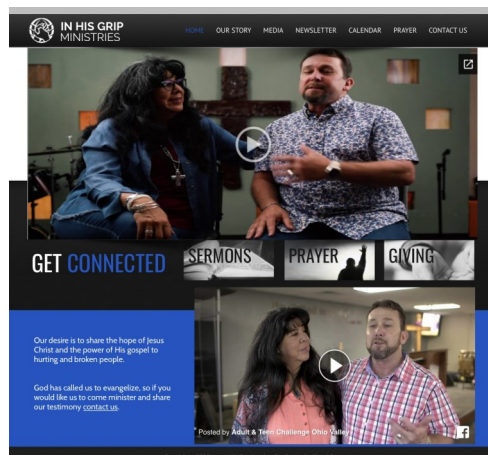 IN HIS GRIP
MINISTRIES
HOME OUR STORY MEDIA NEWSLETTER CALENDAR PRAYER CONTACT US
GET CONNECTED
SERMONS
PRAYER
GIVING
Our desire is to share the hope of Jesus
Christ and the power of His gospel to
hurting and broken people.
God has called us to evangelize, so if you
would like us to come minister and share
our testimony contact us.
Posted by Adult & Teen Challenge Ohio Valley